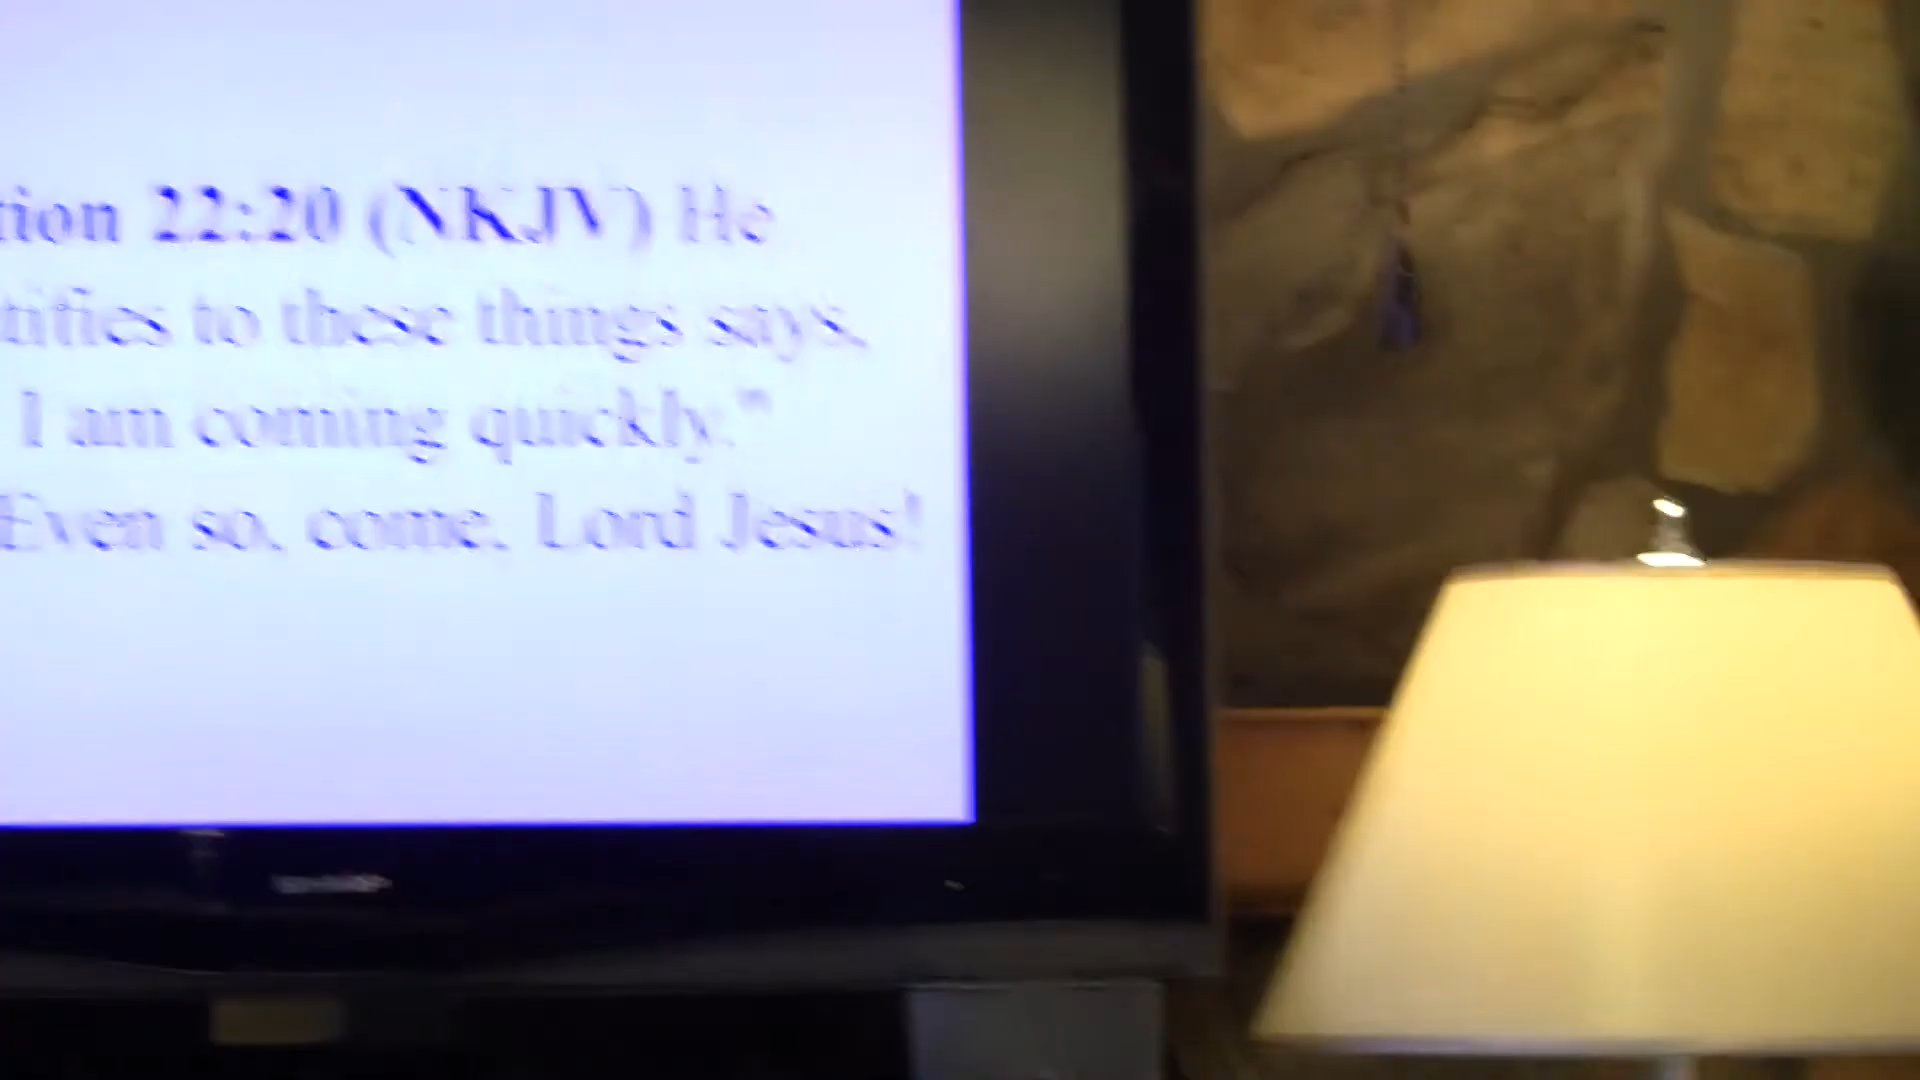 tion 22:20 (NKJV) He
tifies to these things says,
I am coming quickly."
Even so, come, Lord Jesus!